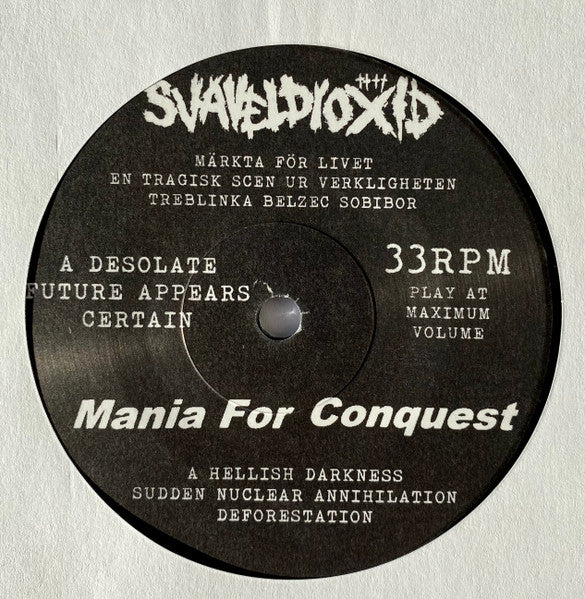 SVAVELDIOXID
MÄRKTA FÖR LIVET
EN TRAGISK SCEN UR VERKLIGHETEN
TREBLINKA BELZEC SOBIBOR
A DESOLATE
FUTURE APPEARS
CERTAIN
33RPM
PLAY AT
MAXIMUM
VOLUME
Mania For Conquest
A HELLISH DARKNESS
SUDDEN NUCLEAR ANNIHILATION
DEFORESTATION